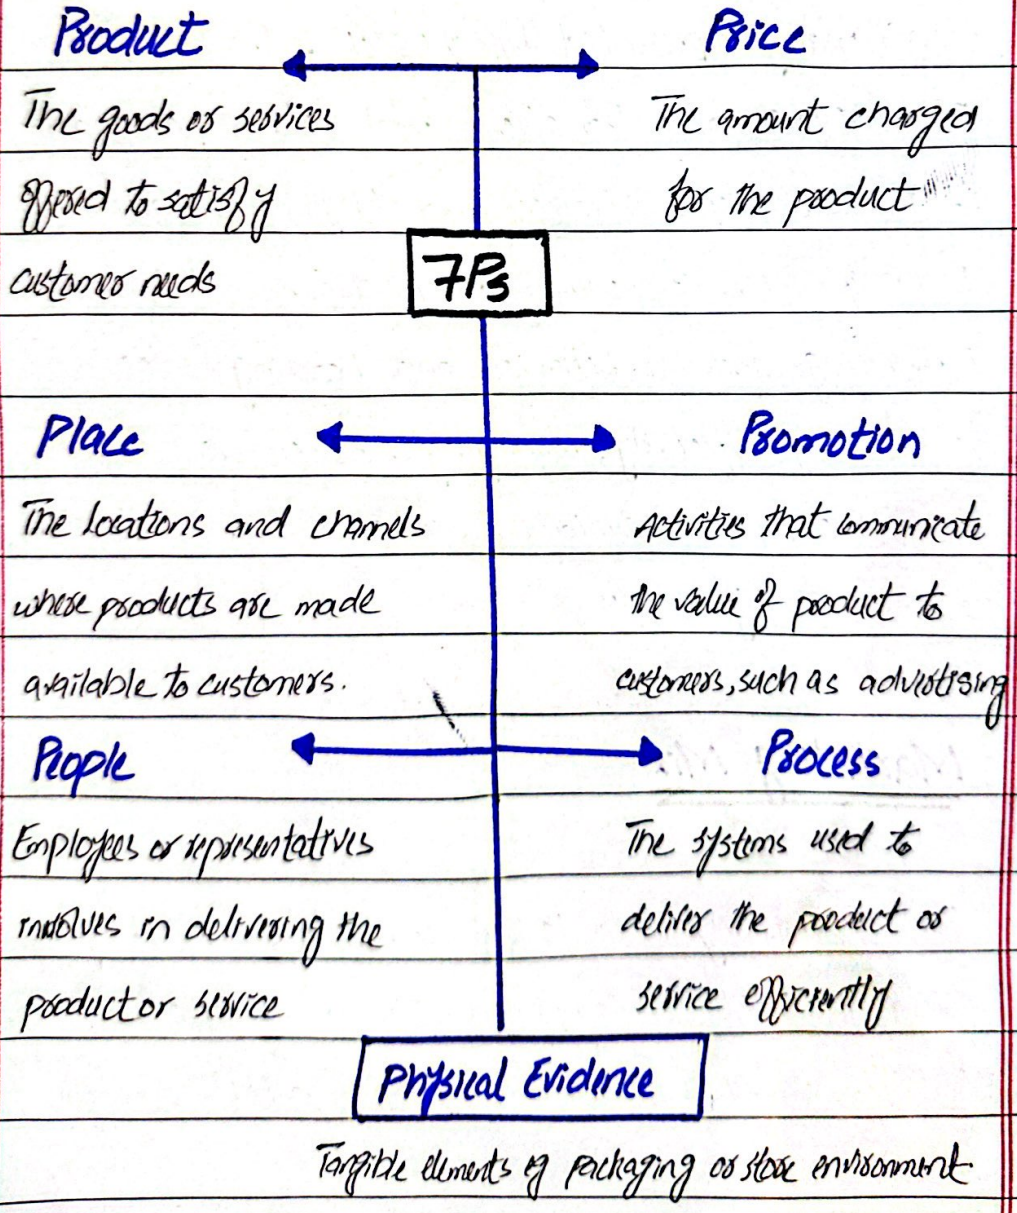 Product
Price
The goods or services
offered to satisfy
customer needs
The amount charged
for the product
7Ps
Place
Promotion
The locations and channels
where products are made
available to customers.
Activities that communicate
the value of product to
customers, such as advertising
People
Process
Employees or representatives
involves in delivering the
product or service
The systems used to
deliver the product or
service efficiently
Physical Evidence
Tangible elements eg packaging or store environment